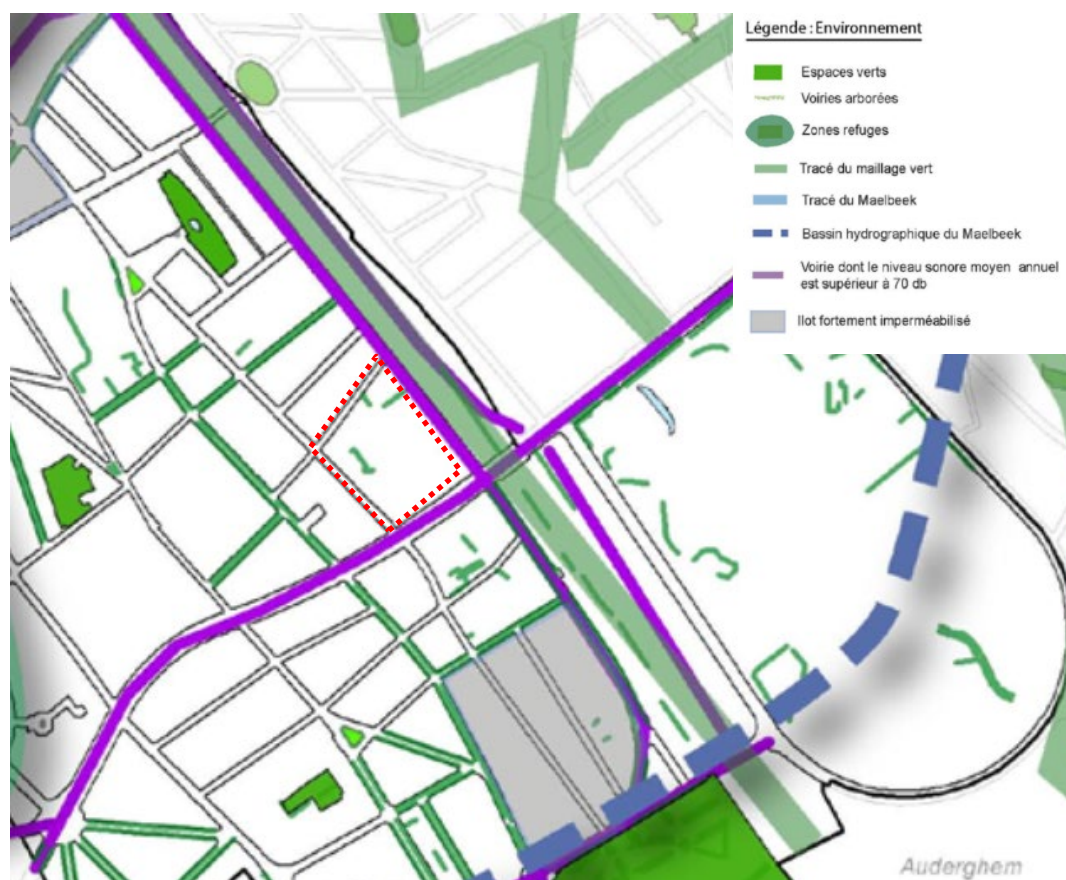 Légende : Environnement
Espaces verts
Voiries arborées
Zones refuges
Tracé du maillage vert
Tracé du Maelbeek
Bassin hydrographique du Maelbeek
Voirie dont le niveau sonore moyen annuel
est supérieur à 70 db
Ilot fortement imperméabilisé
Auderghem